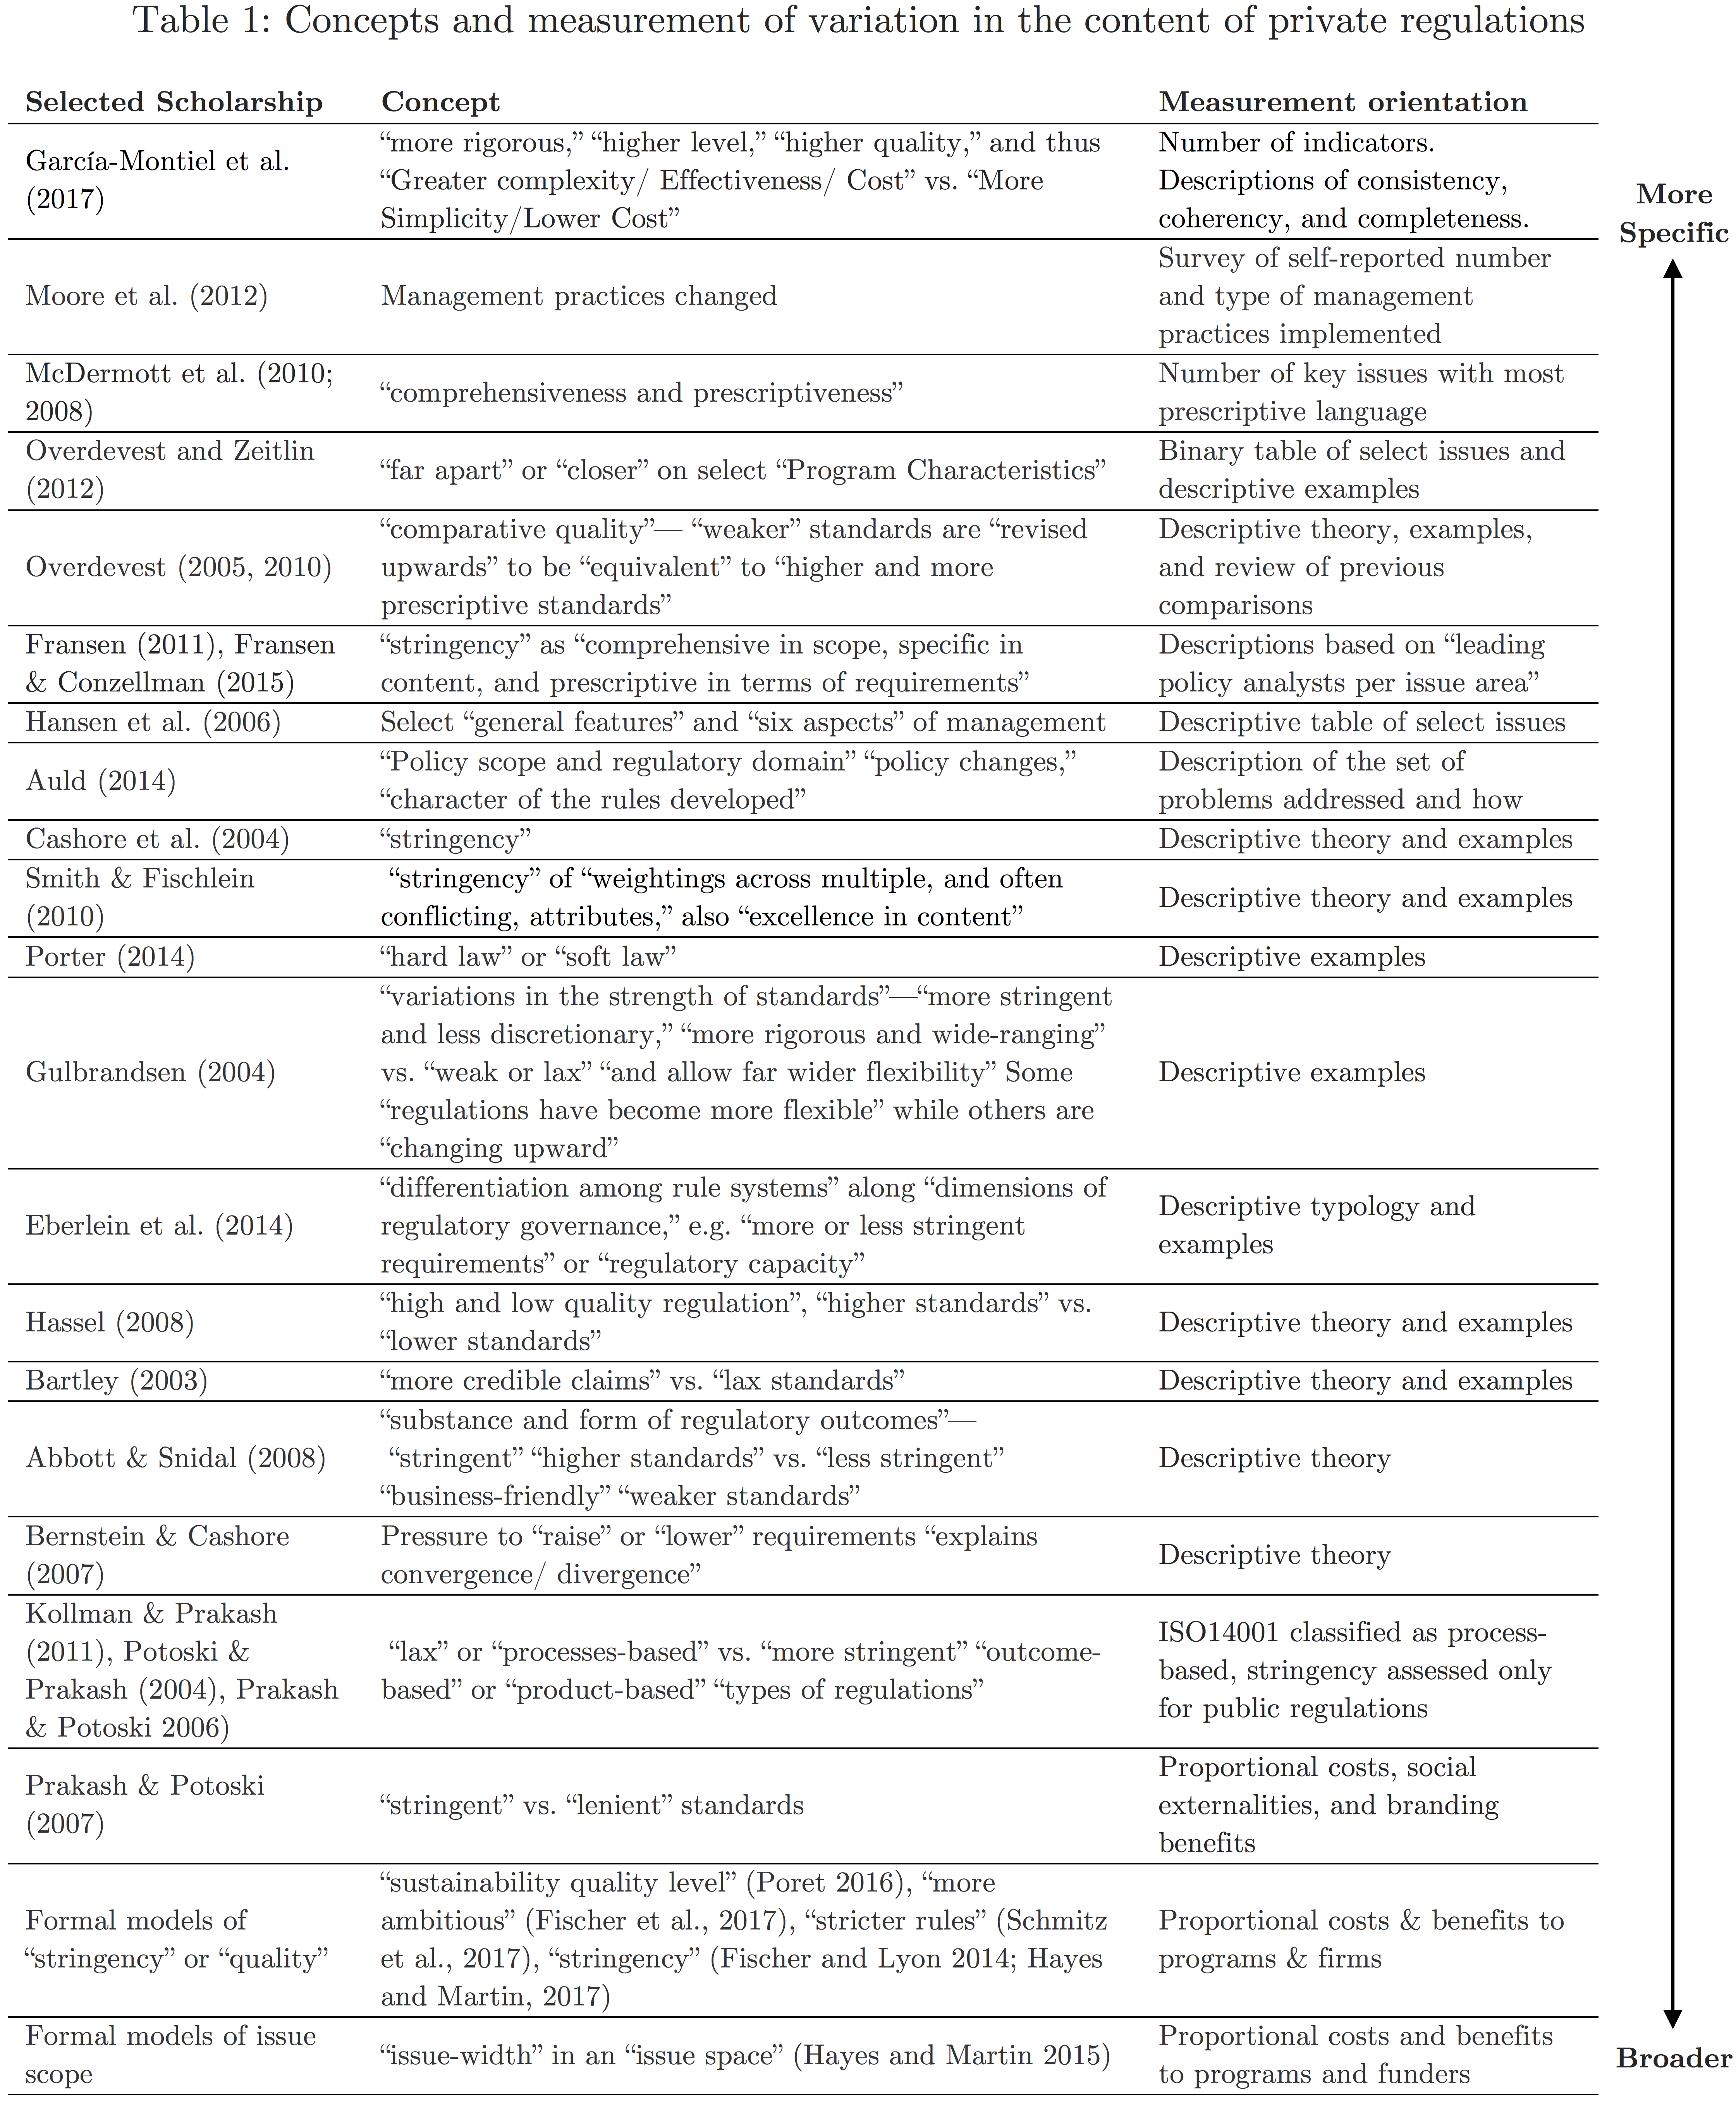 Table 1: Concepts and measurement of variation in the content of private regulations
Selected Scholarship Concept Measurement orientation
García-Montiel et al.
(2017)
“more rigorous,” “higher level,” “higher quality,” and thus
“Greater complexity/ Effectiveness/ Cost” vs. “More
Simplicity/Lower Cost”
Number of indicators.
Descriptions of consistency,
coherency, and completeness.
More
Specific
Moore et al. (2012)
Management practices changed
Survey of self-reported number
and type of management
practices implemented
McDermott et al. (2010;
2008)
“comprehensiveness and prescriptiveness”
Number of key issues with most
prescriptive language
Overdevest and Zeitlin
(2012)
“far apart” or “closer” on select “Program Characteristics”
Binary table of select issues and
descriptive examples
Overdevest (2005, 2010)
“comparative quality”— “weaker” standards are “revised
upwards” to be “equivalent” to “higher and more
prescriptive standards”
Descriptive theory, examples,
and review of previous
comparisons
Fransen (2011), Fransen
& Conzellman (2015)
“stringency” as “comprehensive in scope, specific in
content, and prescriptive in terms of requirements”
Descriptions based on “leading
policy analysts per issue area”
Hansen et al. (2006)
Select “general features” and “six aspects” of management
Descriptive table of select issues
Auld (2014)
“Policy scope and regulatory domain” “policy changes,”
“character of the rules developed”
Description of the set of
problems addressed and how
Cashore et al. (2004)
“stringency”
Descriptive theory and examples
Smith & Fischlein
(2010)
“stringency” of “weightings across multiple, and often
conflicting, attributes,” also “excellence in content”
Descriptive theory and examples
Porter (2014)
“hard law” or “soft law”
Descriptive examples
Gulbrandsen (2004)
“variations in the strength of standards”—“more stringent
and less discretionary,” “more rigorous and wide-ranging”
vs. “weak or lax” “and allow far wider flexibility” Some
“regulations have become more flexible” while others are
“changing upward”
Descriptive examples
Eberlein et al. (2014)
“differentiation among rule systems” along “dimensions of
regulatory governance,” e.g. “more or less stringent
requirements” or “regulatory capacity”
Descriptive typology and
examples
Hassel (2008)
“high and low quality regulation”, “higher standards” vs.
“lower standards”
Descriptive theory and examples
Bartley (2003)
“more credible claims” vs. “lax standards”
Descriptive theory and examples
Abbott & Snidal (2008)
“substance and form of regulatory outcomes”—
“stringent” “higher standards” vs. “less stringent”
“business-friendly” “weaker standards”
Descriptive theory
Bernstein & Cashore
(2007)
Pressure to “raise” or “lower” requirements “explains
convergence/ divergence”
Descriptive theory
Kollman & Prakash
(2011), Potoski &
Prakash (2004), Prakash
& Potoski 2006)
“lax” or “processes-based” vs. “more stringent” “outcome-
based” or “product-based” “types of regulations”
ISO14001 classified as process-
based, stringency assessed only
for public regulations
Prakash & Potoski
(2007)
“stringent” vs. “lenient” standards
Proportional costs, social
externalities, and branding
benefits
Formal models of
“stringency” or “quality”
“sustainability quality level” (Poret 2016), “more
ambitious” (Fischer et al., 2017), “stricter rules” (Schmitz
et al., 2017), “stringency” (Fischer and Lyon 2014; Hayes
and Martin, 2017)
Proportional costs & benefits to
programs & firms
Formal models of issue
scope
“issue-width” in an “issue space” (Hayes and Martin 2015)
Proportional costs and benefits
to programs and funders
Broader